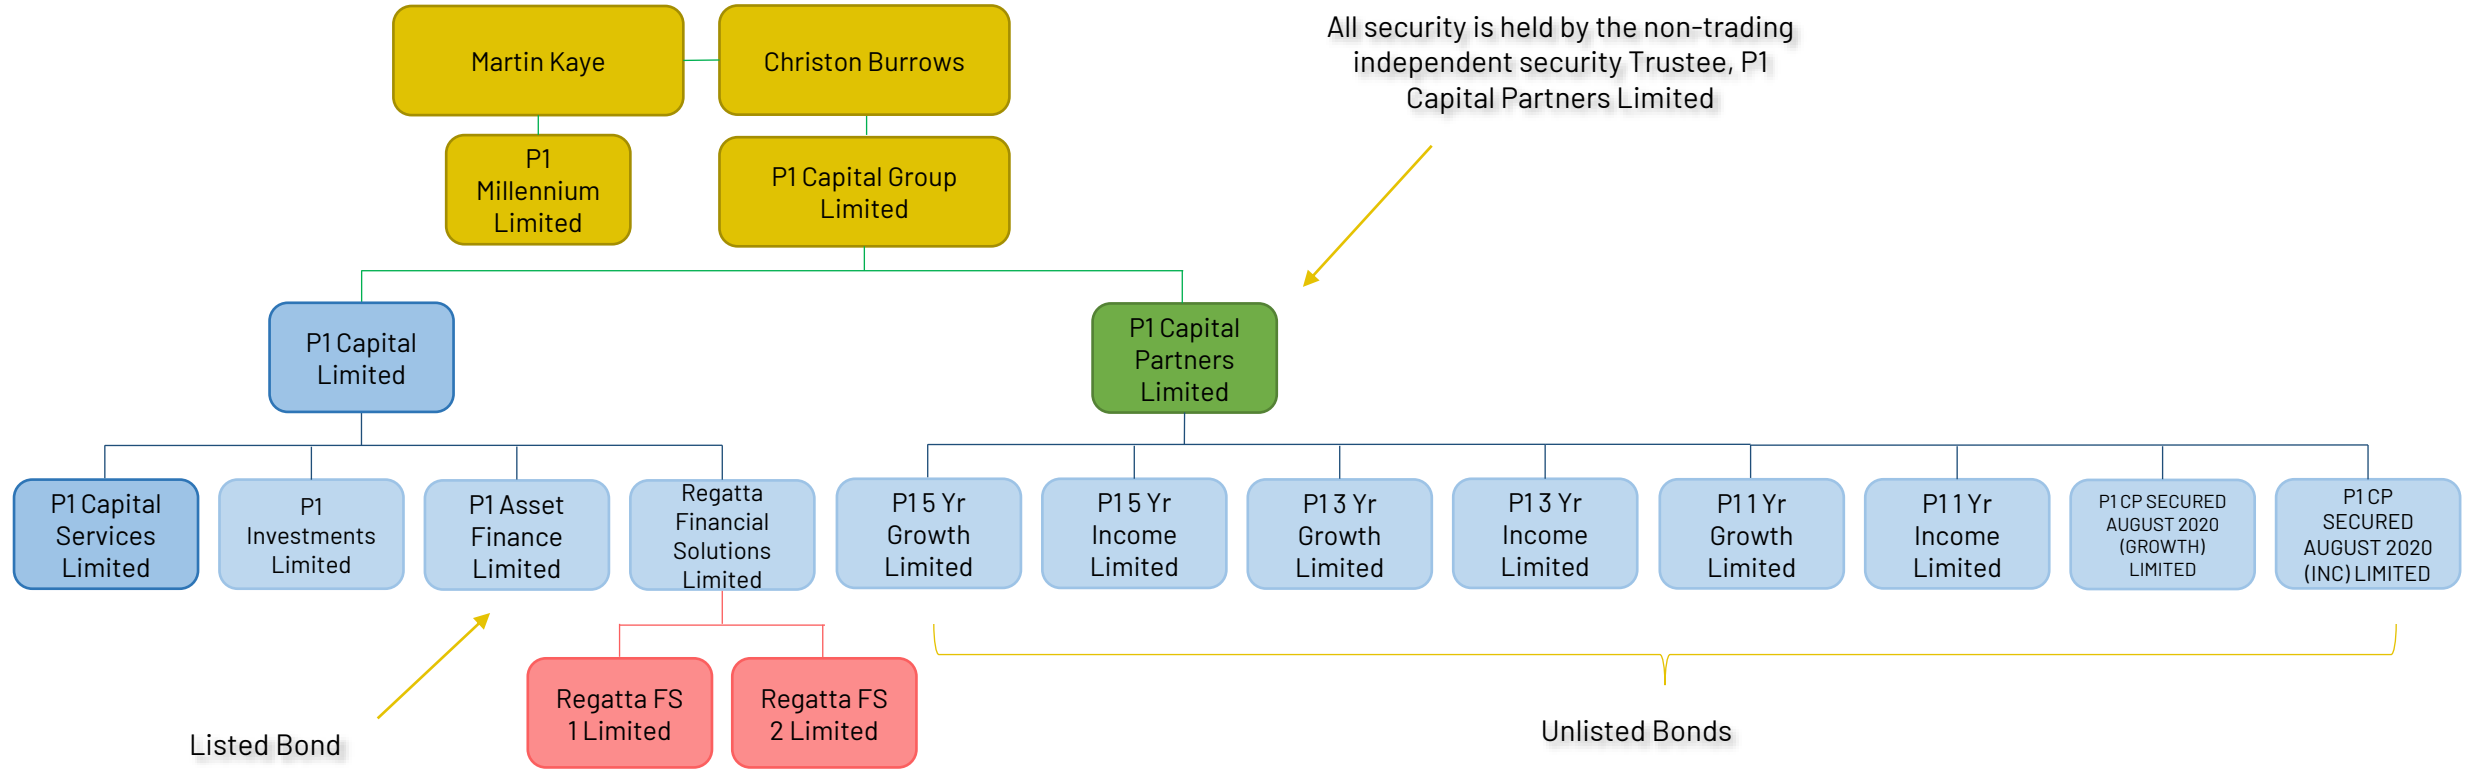 Martin Kaye
Christon Burrows
All security is held by the non-trading
independent security Trustee, P1
Capital Partners Limited
P1
Millennium
Limited
P1 Capital Group
Limited
P1 Capital
Limited
P1 Capital
Partners
Limited
P1 Capital
Services
Limited
P1
Investments
Limited
P1 Asset
Finance
Limited
Regatta
Financial
Solutions
Limited
P1 5 Yr
Growth
Limited
P1 5 Yr
Income
Limited
P1 3 Yr
Growth
Limited
P1 3 Yr
Income
Limited
P1 1 Yr
Growth
Limited
P1 1 Yr
Income
Limited
P1 CP SECURED
AUGUST 2020
(GROWTH)
LIMITED
P1 CP
SECURED
AUGUST 2020
(INC) LIMITED
Regatta FS
1 Limited
Regatta FS
2 Limited
Listed Bond
Unlisted Bonds